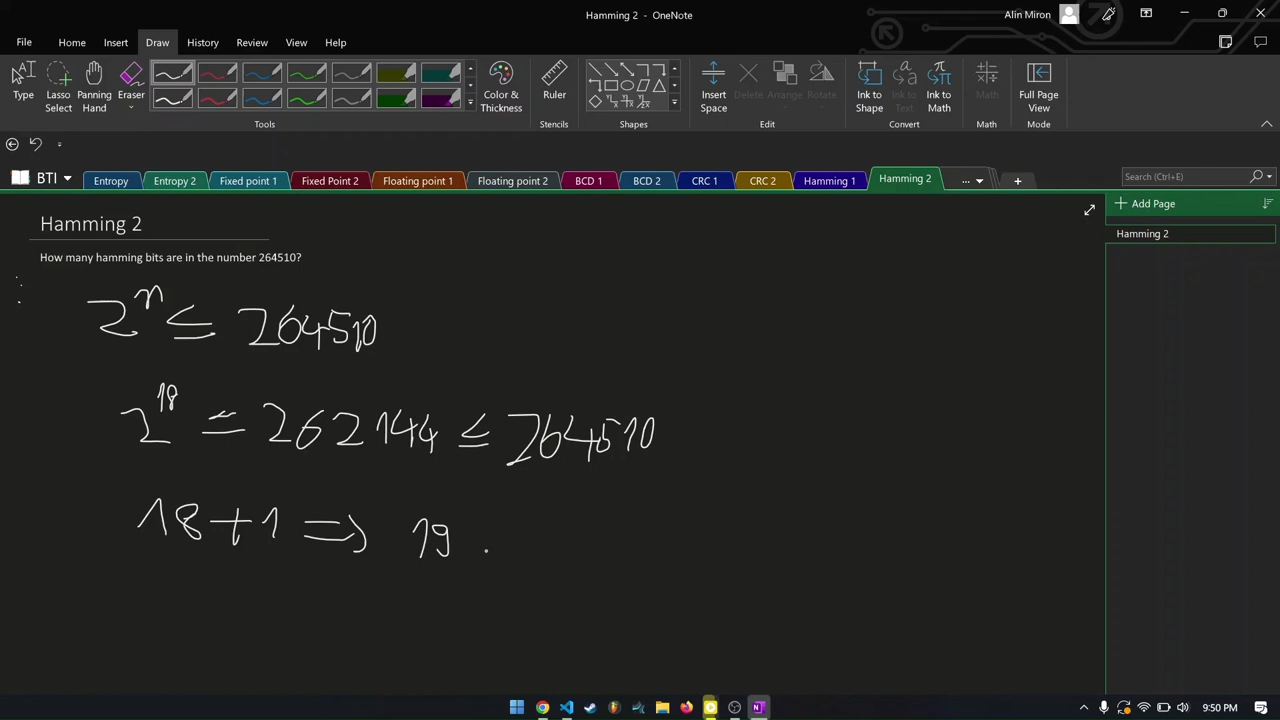 Hamming 2 - OneNote
Alin Miron
File Home Insert Draw History Review View Help
Type
Lasso Select
Panning Hand
Eraser
Color & Thickness
Ruler
Insert Space
Delete
Arrange
Rotate
Ink to Shape
Ink to Text
Ink to Math
Math
Full Page View
Tools Stencils Shapes Edit Convert Math Mode
BTI Entropy Entropy 2 Fixed point 1 Fixed Point 2 Floating point 1 Floating point 2 BCD 1 BCD 2 CRC 1 CRC 2 Hamming 1 Hamming 2 ... +
Search (Ctrl+E)
Add Page
Hamming 2
Hamming 2
How many hamming bits are in the number 264510?
2^n ≤ 264510
2^18 ≤ 262144 ≤ 264510
18+1 ⇒ 19 .
9:50 PM